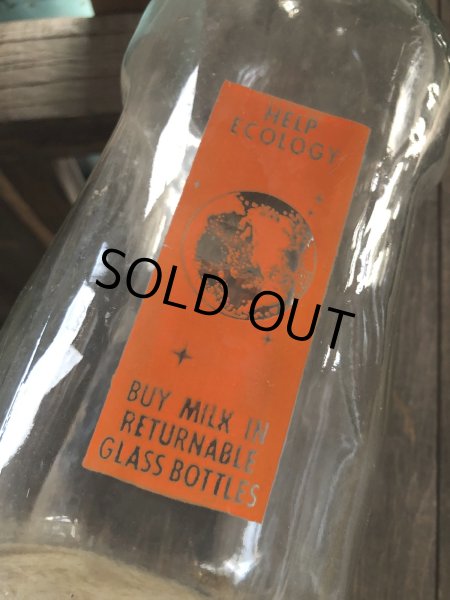 HELP
ECOLOGY
SOLD OUT
BUY MILK IN
RETURNABLE
GLASS BOTTLES